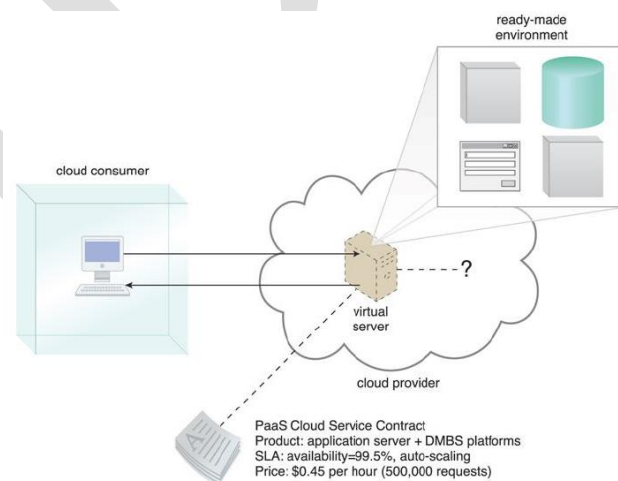 ready-made
environment
cloud consumer
?
virtual
server
cloud provider
PaaS Cloud Service Contract
Product: application server + DMBS platforms
SLA: availability=99.5%, auto-scaling
Price: $0.45 per hour (500,000 requests)